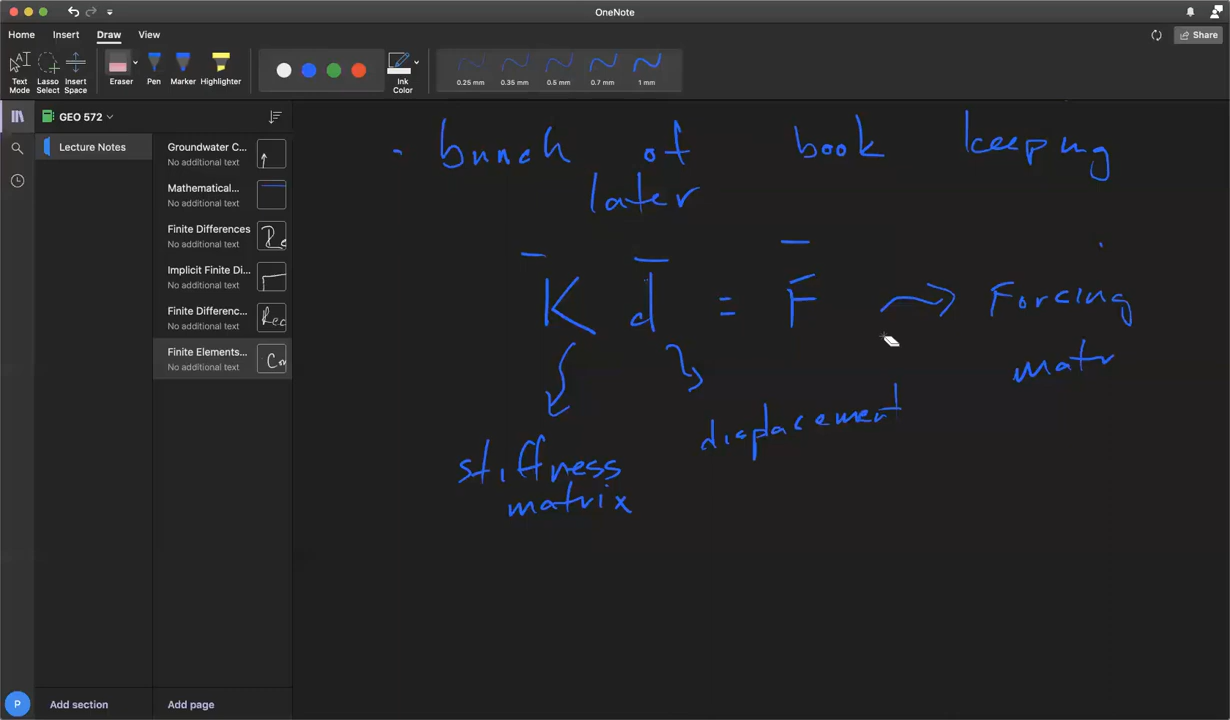 OneNote
Home Insert Draw View
Share
Text Mode
Lasso Select
Insert Space
Eraser
Pen
Marker
Highlighter
Ink Color
0.25 mm 0.35 mm 0.5 mm 0.7 mm 1 mm
GEO 572
Lecture Notes
Groundwater C...
No additional text
Mathematical...
No additional text
Finite Differences
No additional text
Implicit Finite Di...
No additional text
Finite Differenc...
No additional text
Finite Elements...
No additional text
- bunch of book keeping
later
K d = F → Forcing
matr
displacement
stiffness
matrix
P
Add section
Add page